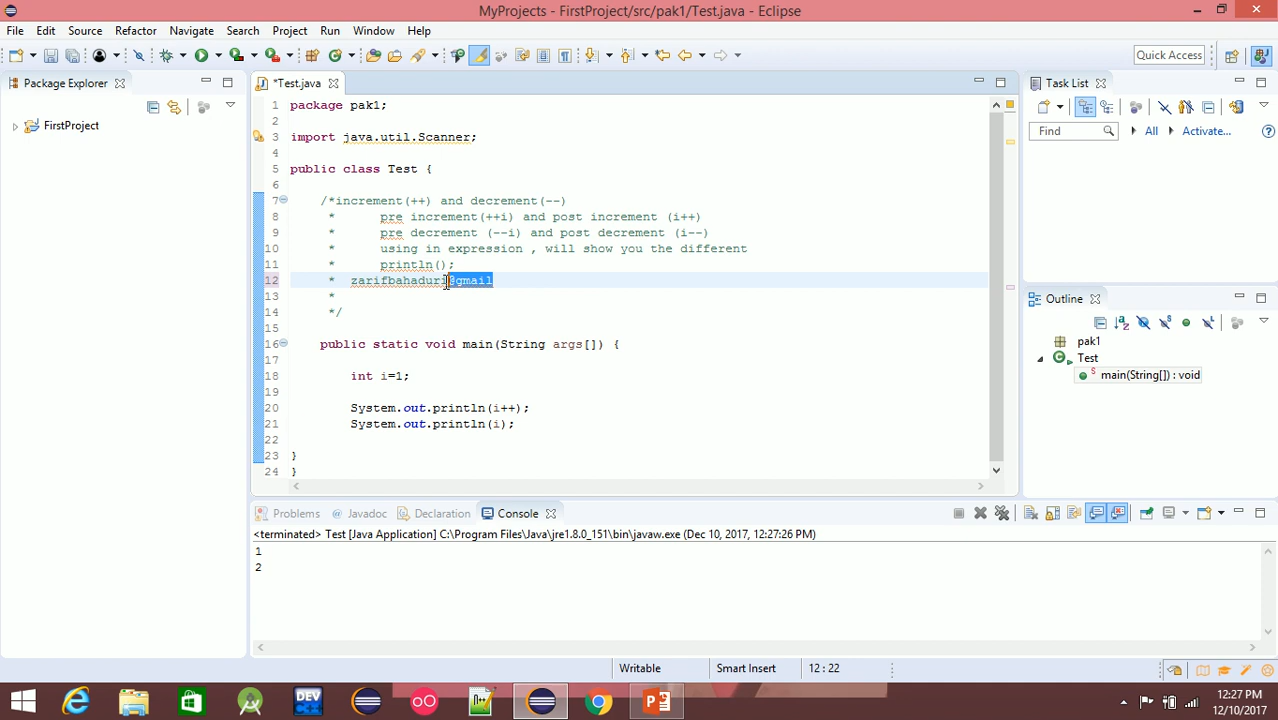 MyProjects - FirstProject/src/pak1/Test.java - Eclipse
File Edit Source Refactor Navigate Search Project Run Window Help
Quick Access
Package Explorer
*Test.java
Task List
FirstProject
Find
All
Activate...
1 package pak1;
2
3 import java.util.Scanner;
4
5 public class Test {
6
7 /*increment(++) and decrement(--)
8 * pre increment(++i) and post increment (i++)
9 * pre decrement (--i) and post decrement (i--)
10 * using in expression , will show you the different
11 * println();
12 * zarifbahaduri@gmail
13 *
14 */
15
16 public static void main(String args[]) {
17
18 int i=1;
19
20 System.out.println(i++);
21 System.out.println(i);
22
23 }
24 }
Outline
pak1
Test
main(String[]) : void
Problems @ Javadoc Declaration Console
<terminated> Test [Java Application] C:\Program Files\Java\jre1.8.0_151\bin\javaw.exe (Dec 10, 2017, 12:27:26 PM)
1
2
Writable Smart Insert 12 : 22
DEV
12:27 PM
12/10/2017